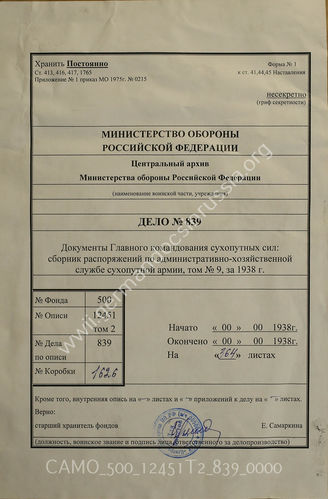 Хранить Постоянно
Форма № 1
Ст. 413, 416, 417, 1765
к ст. 41,44,45 Наставления
Приложение № 1 приказ МО 1975г. № 0215
несекретно
(гриф секретности)
МИНИСТЕРСТВО ОБОРОНЫ
РОССИЙСКОЙ ФЕДЕРАЦИИ
Центральный архив
Министерства обороны Российской Федерации
(наименование воинской части, учреждения)
ДЕЛО № 839
Документы Главного командования сухопутных сил:
сборник распоряжений по административно-хозяйственной
службе сухопутной армии, том № 9, за 1938 г.
№ Фонда 500
№ Описи 12451
том 2
№ Дела 839
по описи
№ Коробки 1626
Начато « 00 » 00 1938г.
Окончено « 00 » 00 1938г.
На «364» листах
Кроме того, внутренняя опись на «–» листах и «–» приложений к делу на «–» листах.
Верно:
старший хранитель фондов Е. Самаркина
(должность, воинское звание и подпись лица, ответственного за делопроизводство)
CAMO_500_12451T2_839_0000